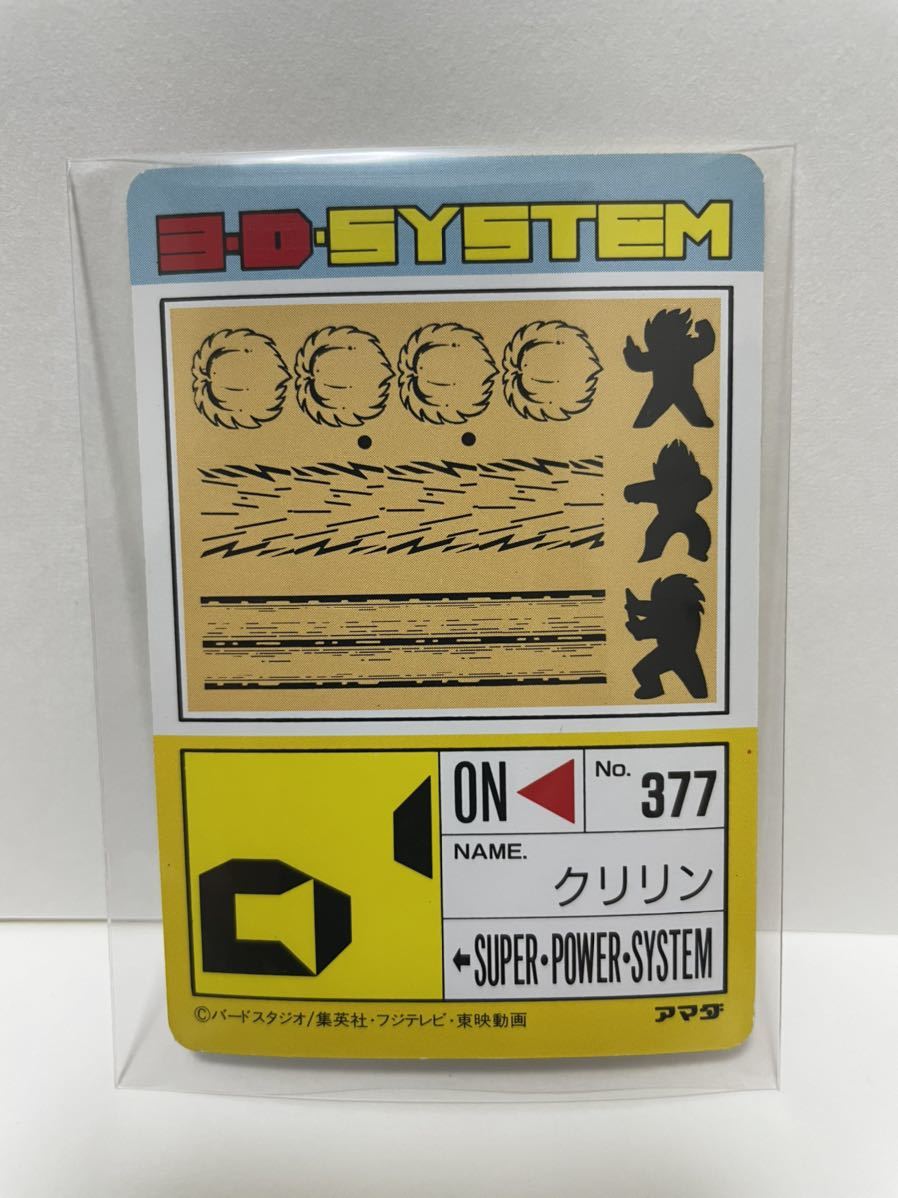 3·D·SYSTEM
ON
No. 377
NAME.
クリリン
SUPER·POWER·SYSTEM
©バードスタジオ/集英社·フジテレビ·東映動画
アマダ